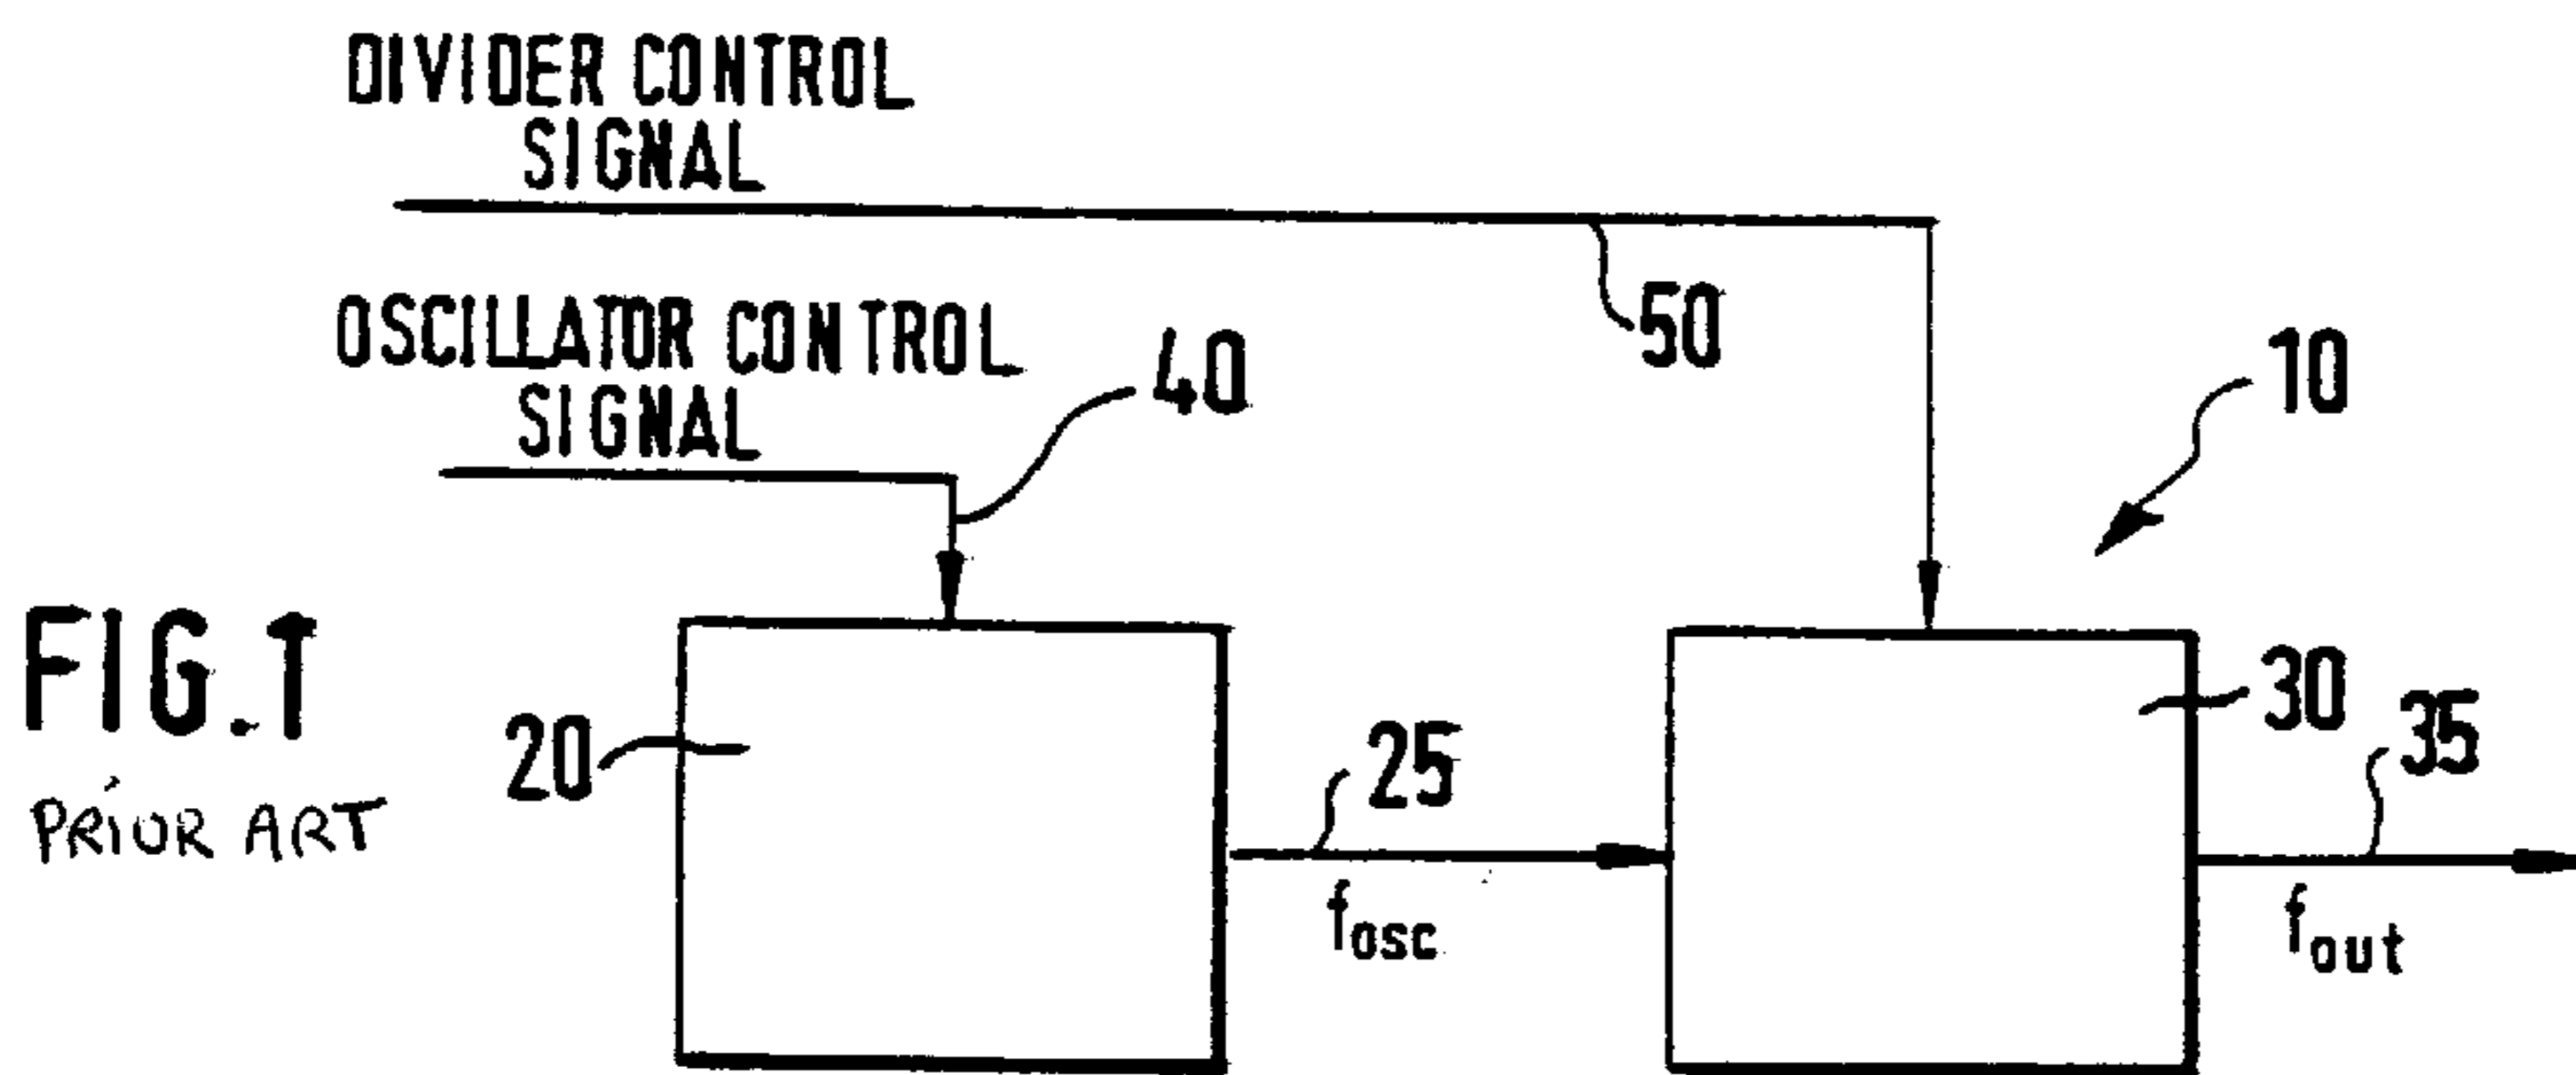 DIVIDER CONTROL
SIGNAL
50
OSCILLATOR CONTROL
SIGNAL
40
10
FIG.1
PRIOR ART
20
25
30
35
fosc
fout